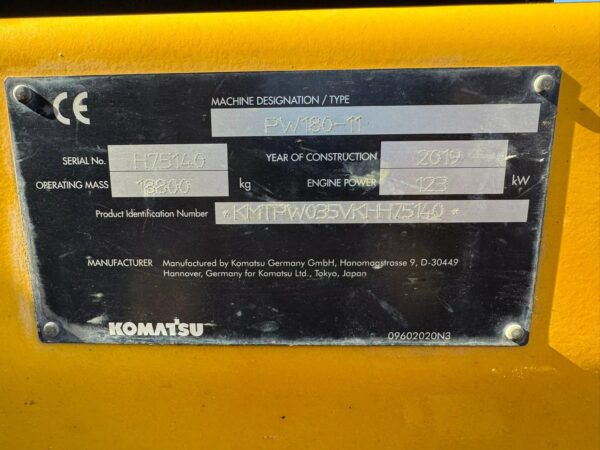 CE
MACHINE DESIGNATION / TYPE
PW180-11
SERIAL No. H75140 YEAR OF CONSTRUCTION 2019
OPERATING MASS 18800 kg ENGINE POWER 123 kW
Product Identification Number *KMTPW035VKHH75140*
MANUFACTURER Manufactured by Komatsu Germany GmbH, Hanomagstrasse 9, D-30449
Hannover, Germany for Komatsu Ltd., Tokyo, Japan
KOMATSU 09602020N3